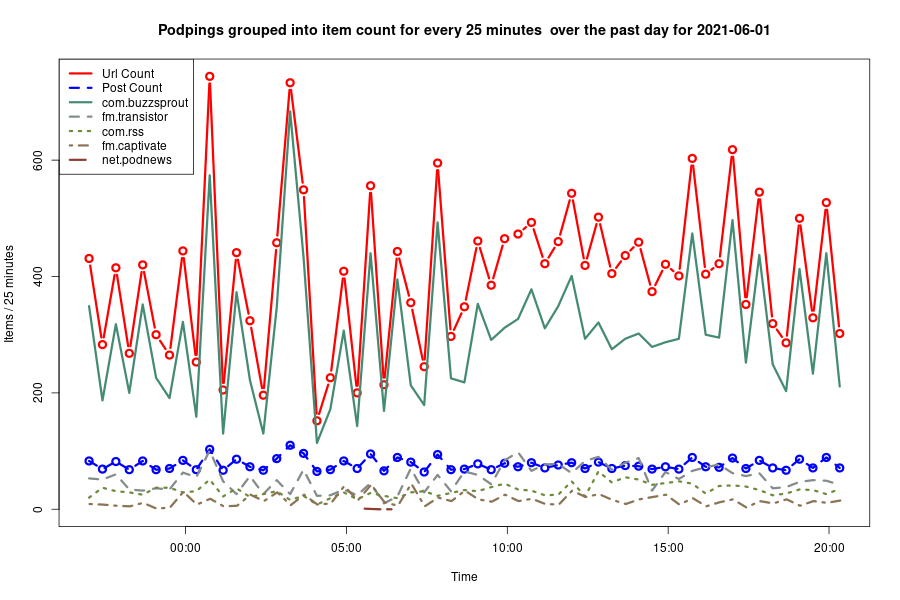 Podpings grouped into item count for every 25 minutes  over the past day for 2021-06-01
Url Count
Post Count
com.buzzsprout
fm.transistor
com.rss
fm.captivate
net.podnews
Items / 25 minutes
600
400
200
0
00:00 05:00 10:00 15:00 20:00
Time